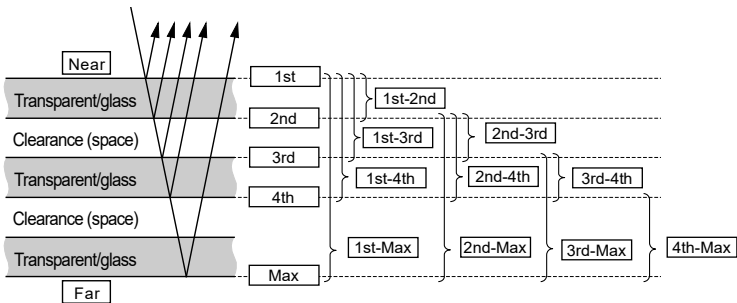 Near
1st
Transparent/glass
1st-2nd
2nd
Clearance (space)
1st-3rd
2nd-3rd
3rd
Transparent/glass
1st-4th
2nd-4th
3rd-4th
4th
Clearance (space)
1st-Max
2nd-Max
3rd-Max
4th-Max
Transparent/glass
Max
Far